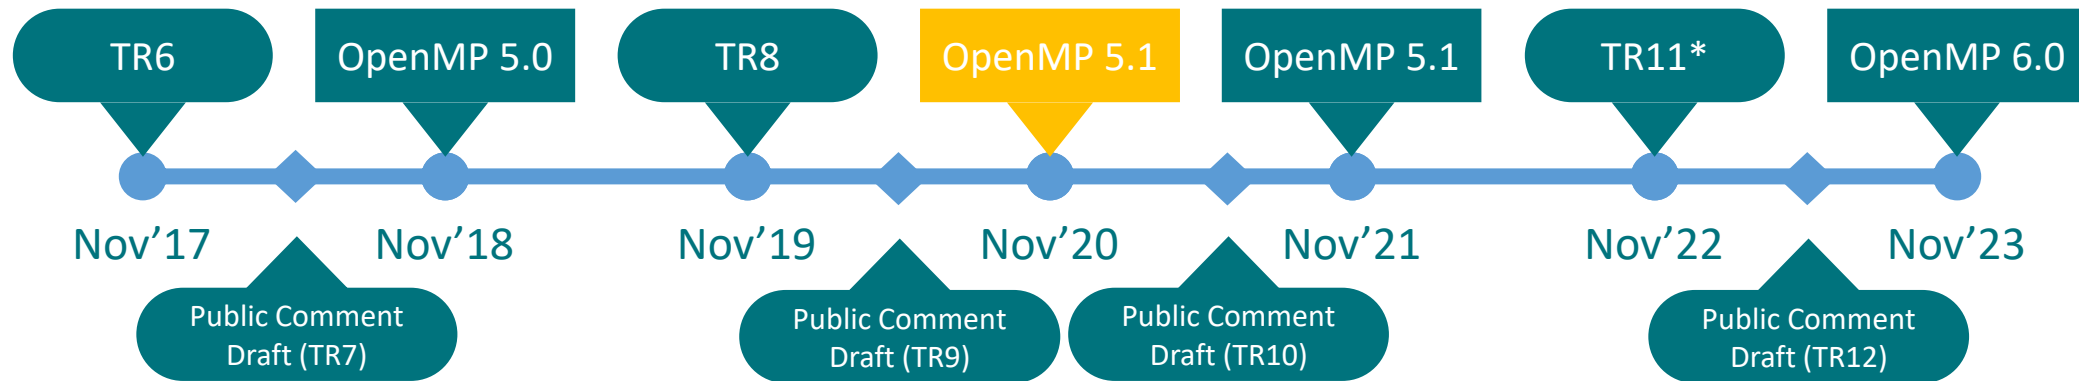 TR6
OpenMP 5.0
TR8
OpenMP 5.1
OpenMP 5.1
TR11*
OpenMP 6.0
Nov’17
Nov’18
Nov’19
Nov’20
Nov’21
Nov’22
Nov’23
Public Comment
Draft (TR7)
Public Comment
Draft (TR9)
Public Comment
Draft (TR10)
Public Comment
Draft (TR12)